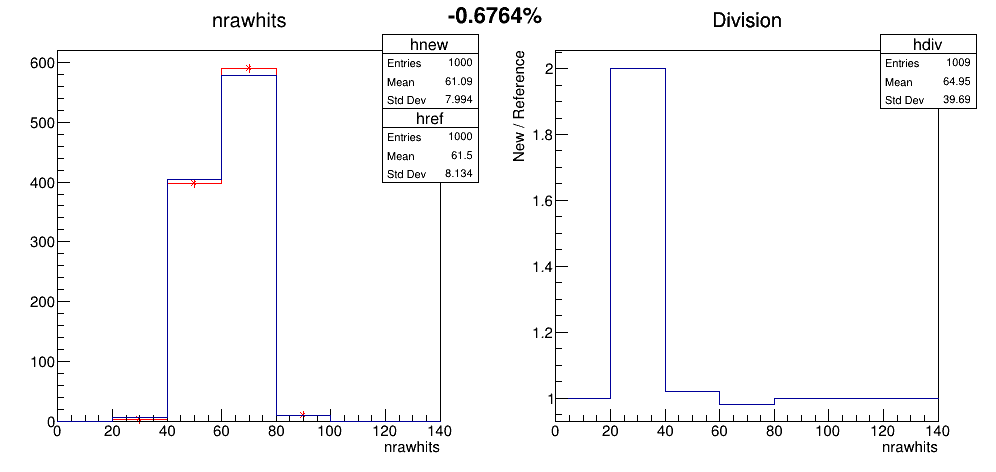 -0.6764%
nrawhits
hnew
Entries 1000
Mean 61.09
Std Dev 7.994
href
Entries 1000
Mean 61.5
Std Dev 8.134
600
500
400
300
200
100
0
0 20 40 60 80 100 120 140
nrawhits
Division
hdiv
Entries 1009
Mean 64.95
Std Dev 39.69
New / Reference
2
1.8
1.6
1.4
1.2
1
0 20 40 60 80 100 120 140
nrawhits